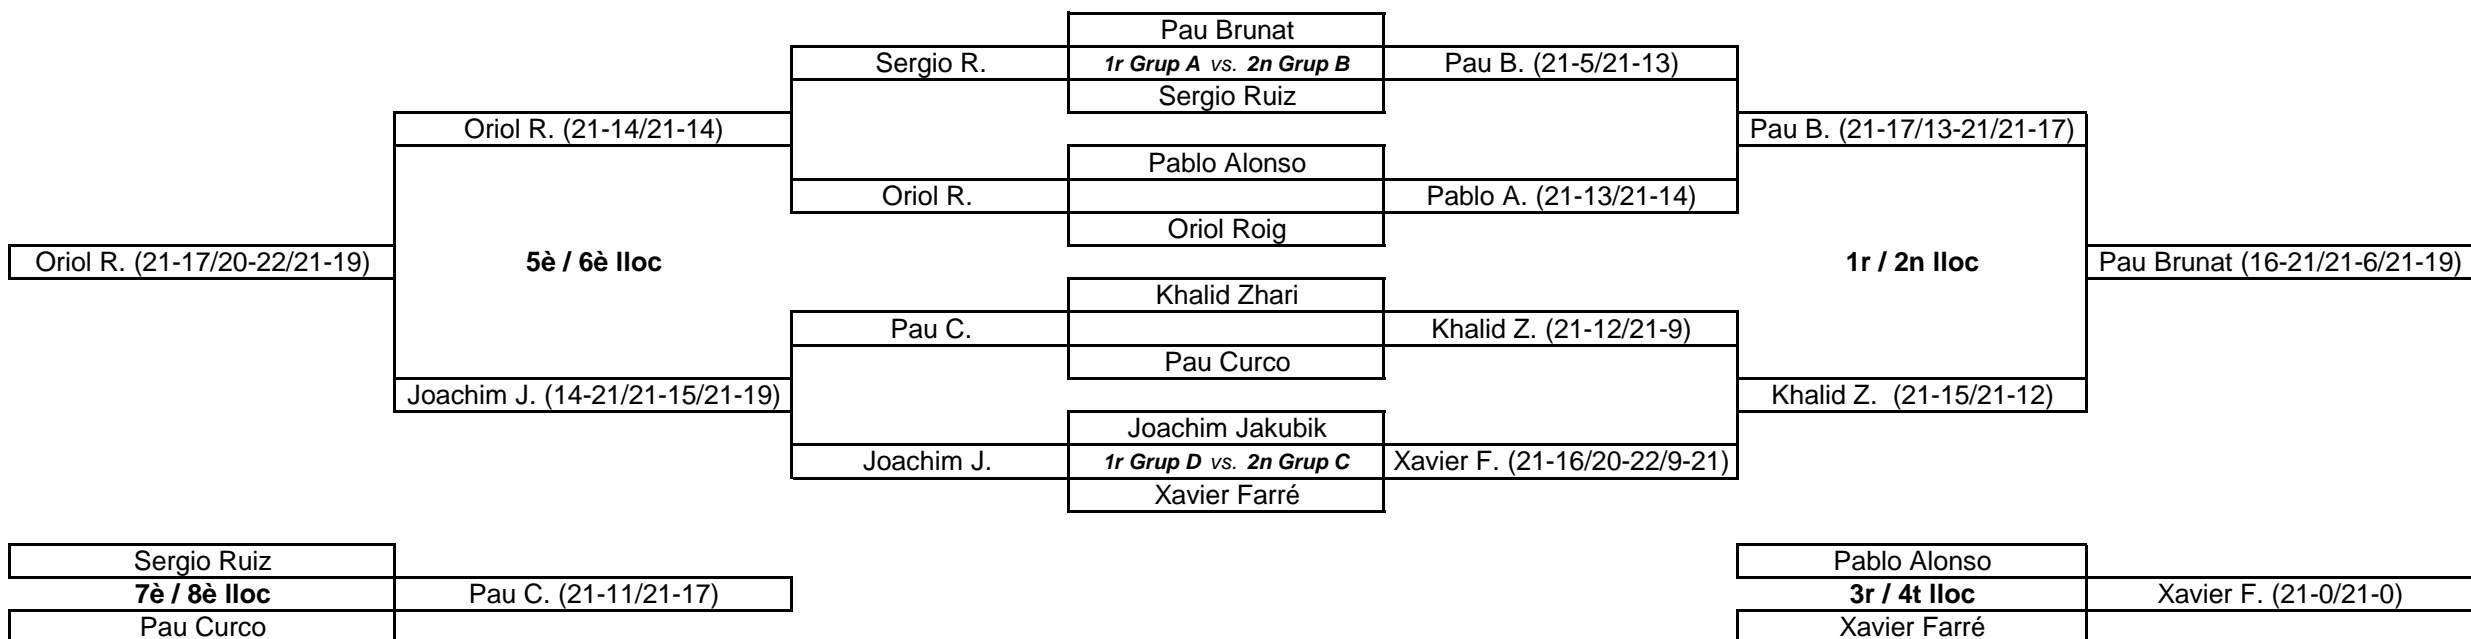 Pau Brunat
Sergio R. 1r Grup A vs. 2n Grup B Pau B. (21-5/21-13)
Sergio Ruiz
Oriol R. (21-14/21-14) Pau B. (21-17/13-21/21-17)
Pablo Alonso
Oriol R. Pablo A. (21-13/21-14)
Oriol Roig
Oriol R. (21-17/20-22/21-19) 5è / 6è lloc 1r / 2n lloc Pau Brunat (16-21/21-6/21-19)
Khalid Zhari
Pau C. Khalid Z. (21-12/21-9)
Pau Curco
Joachim J. (14-21/21-15/21-19) Khalid Z. (21-15/21-12)
Joachim Jakubik
Joachim J. 1r Grup D vs. 2n Grup C Xavier F. (21-16/20-22/9-21)
Xavier Farré
Sergio Ruiz Pablo Alonso
7è / 8è lloc Pau C. (21-11/21-17) 3r / 4t lloc Xavier F. (21-0/21-0)
Pau Curco Xavier Farré